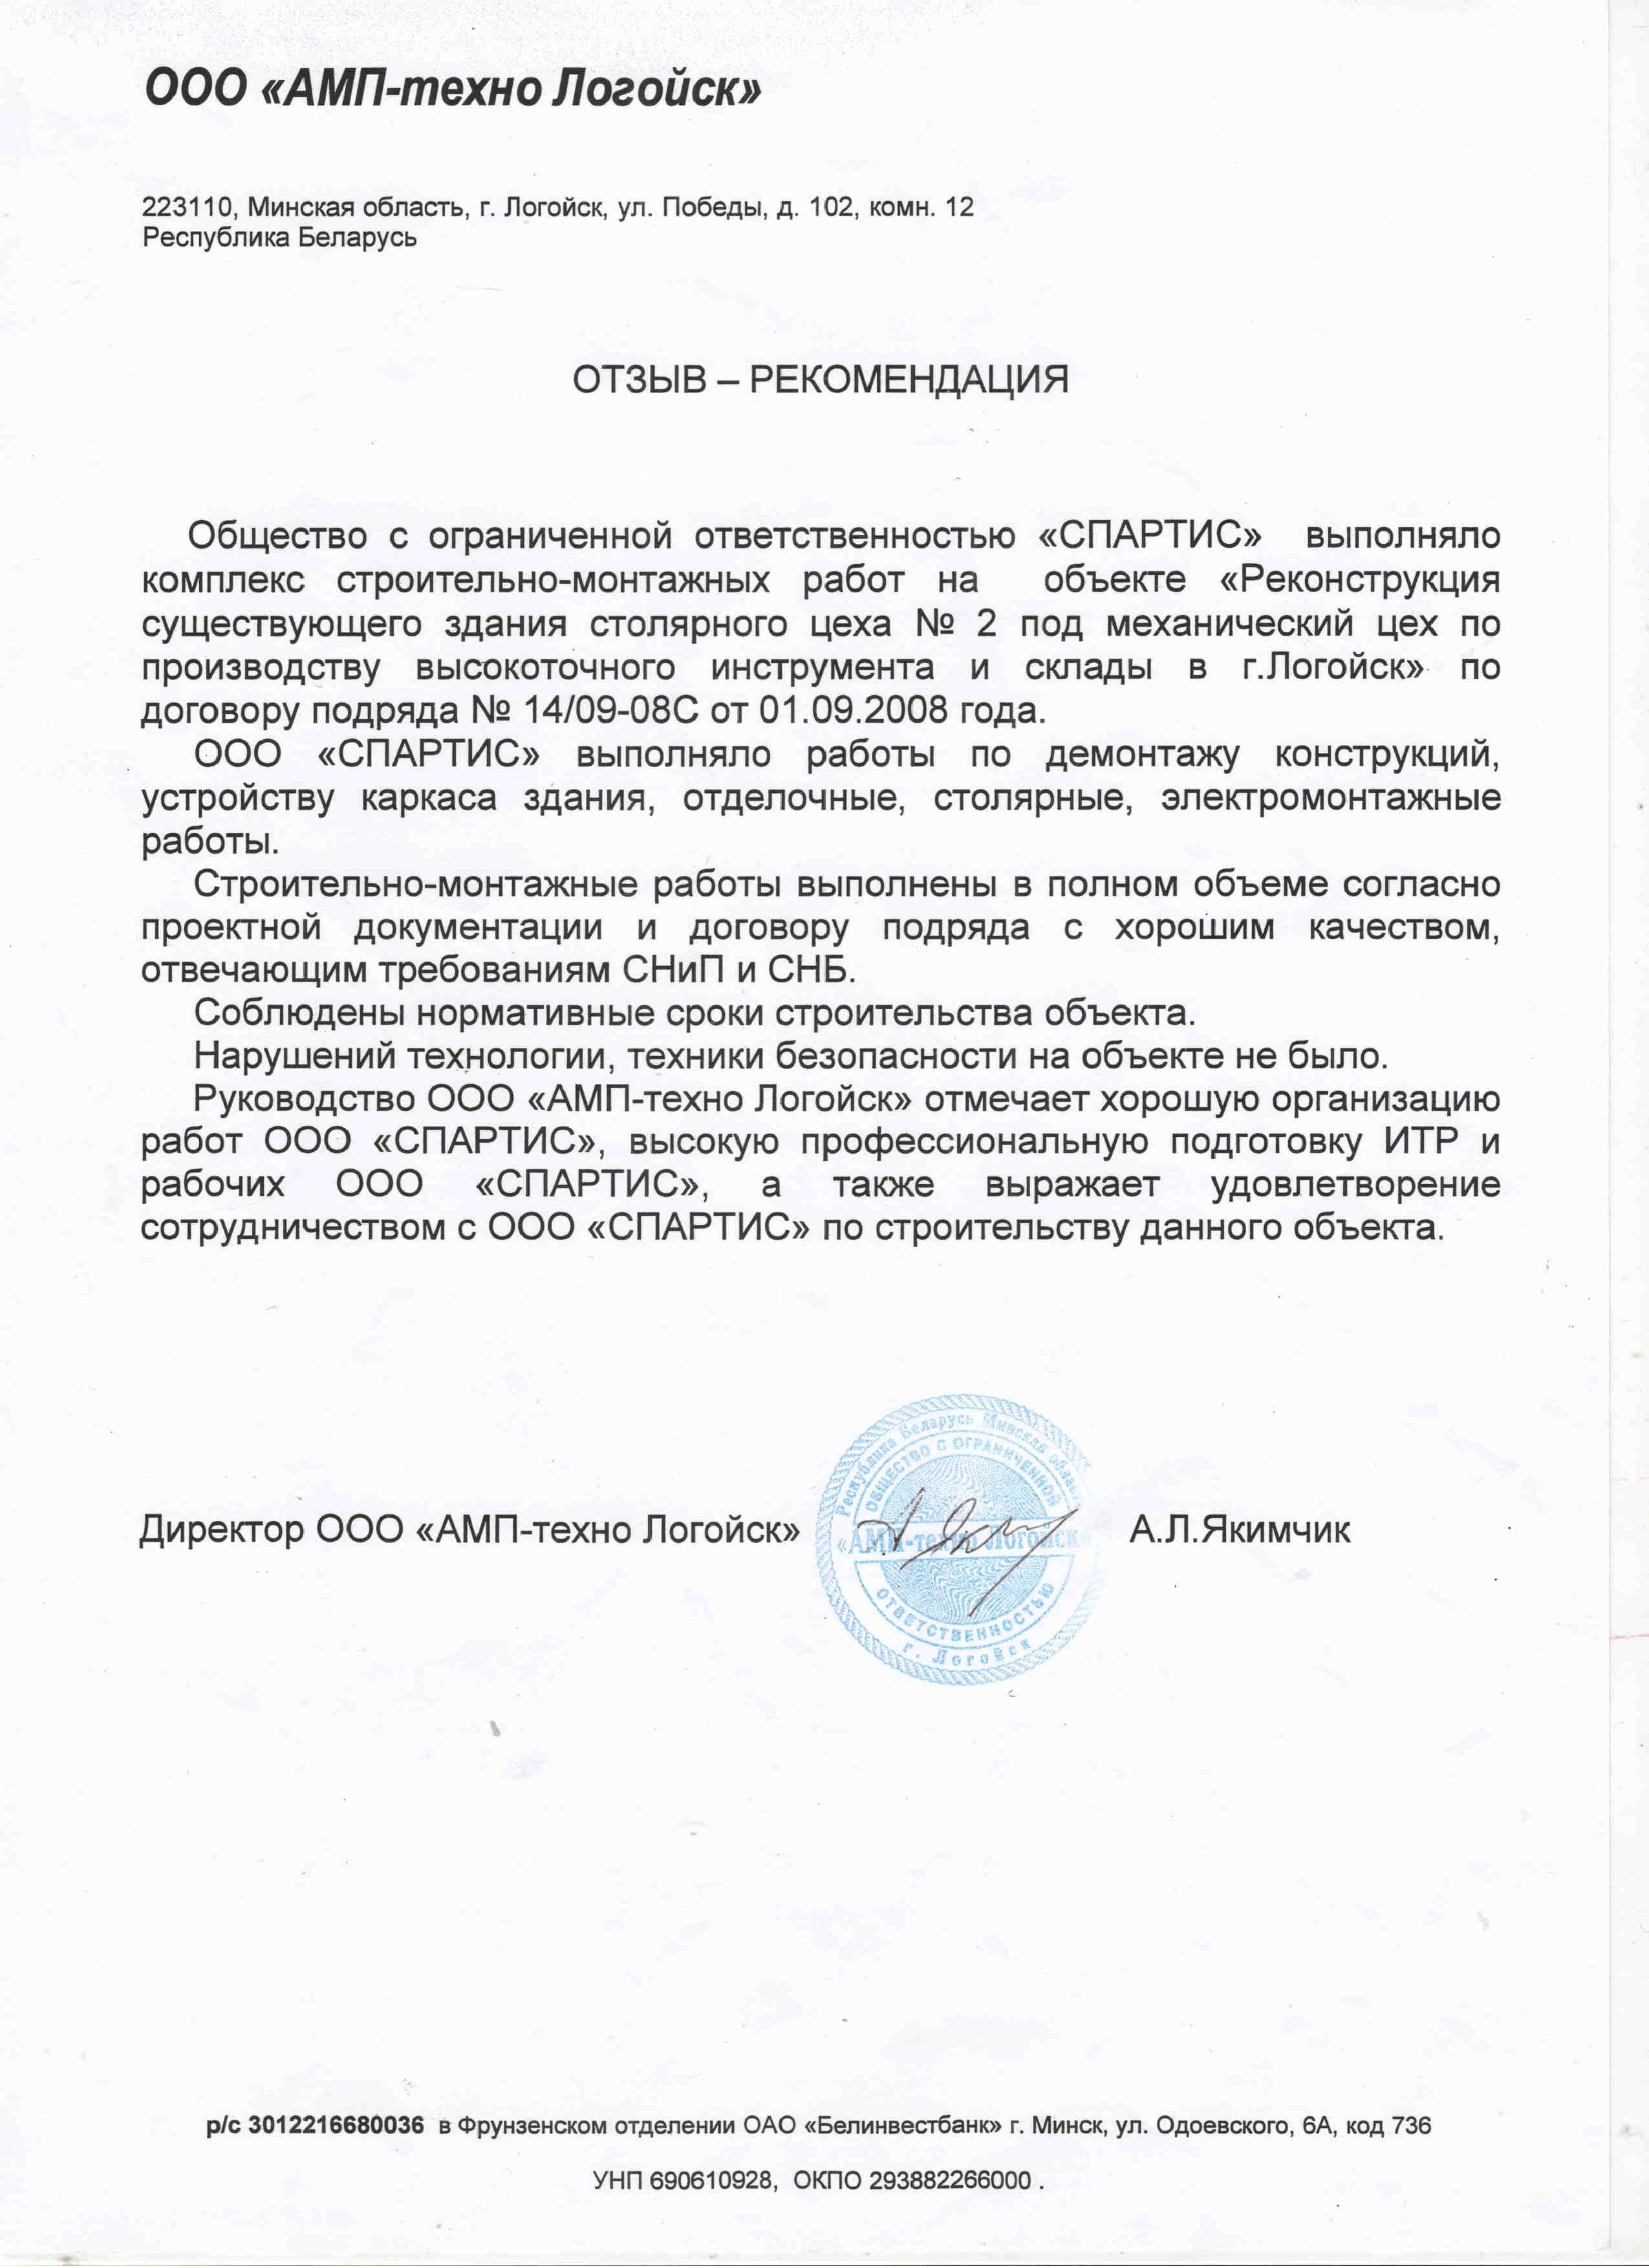 ООО «АМП-техно Логойск»
223110, Минская область, г. Логойск, ул. Победы, д. 102, комн. 12
Республика Беларусь
ОТЗЫВ – РЕКОМЕНДАЦИЯ
Общество с ограниченной ответственностью «СПАРТИС» выполняло
комплекс строительно-монтажных работ на объекте «Реконструкция
существующего здания столярного цеха № 2 под механический цех по
производству высокоточного инструмента и склады в г.Логойск» по
договору подряда № 14/09-08С от 01.09.2008 года.
ООО «СПАРТИС» выполняло работы по демонтажу конструкций,
устройству каркаса здания, отделочные, столярные, электромонтажные
работы.
Строительно-монтажные работы выполнены в полном объеме согласно
проектной документации и договору подряда с хорошим качеством,
отвечающим требованиям СНиП и СНБ.
Соблюдены нормативные сроки строительства объекта.
Нарушений технологии, техники безопасности на объекте не было.
Руководство ООО «АМП-техно Логойск» отмечает хорошую организацию
работ ООО «СПАРТИС», высокую профессиональную подготовку ИТР и
рабочих ООО «СПАРТИС», а также выражает удовлетворение
сотрудничеством с ООО «СПАРТИС» по строительству данного объекта.
Республика Беларусь Минская
ОБЩЕСТВО С ОГРАНИЧЕННОЙ
Директор ООО «АМП-техно Логойск» А.Л.Якимчик
«АМП-техно Логойск»
ОТВЕТСТВЕННОСТЬЮ
г. Логойск
р/с 3012216680036 в Фрунзенском отделении ОАО «Белинвестбанк» г. Минск, ул. Одоевского, 6А, код 736
УНП 690610928, ОКПО 293882266000 .